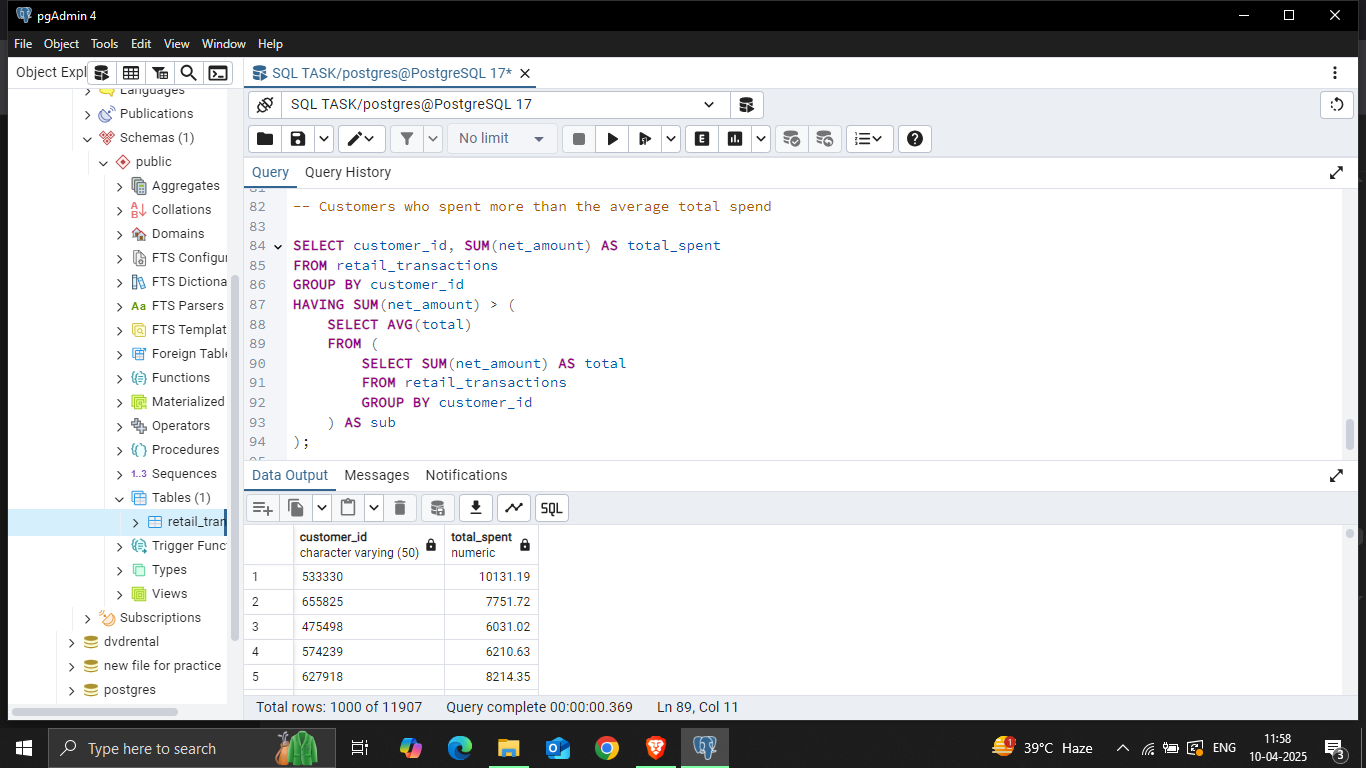 pgAdmin 4
File Object Tools Edit View Window Help
Object Expl
SQL TASK/postgres@PostgreSQL 17*
Languages
Publications
Schemas (1)
public
Aggregates
Collations
Domains
FTS Configur
FTS Dictiona
Aa FTS Parsers
FTS Templat
Foreign Table
Functions
Materialized
Operators
Procedures
1..3 Sequences
Tables (1)
retail_tran
Trigger Func
Types
Views
Subscriptions
dvdrental
new file for practice
postgres
SQL TASK/postgres@PostgreSQL 17
No limit
E
Query Query History
81
82 -- Customers who spent more than the average total spend
83
84 SELECT customer_id, SUM(net_amount) AS total_spent
85 FROM retail_transactions
86 GROUP BY customer_id
87 HAVING SUM(net_amount) > (
88 SELECT AVG(total)
89 FROM (
90 SELECT SUM(net_amount) AS total
91 FROM retail_transactions
92 GROUP BY customer_id
93 ) AS sub
94 );
Data Output Messages Notifications
SQL
customer_id total_spent
character varying (50) numeric
1 533330 10131.19
2 655825 7751.72
3 475498 6031.02
4 574239 6210.63
5 627918 8214.35
Total rows: 1000 of 11907 Query complete 00:00:00.369 Ln 89, Col 11
Type here to search
1
39°C Haze
ENG
11:58
10-04-2025
3